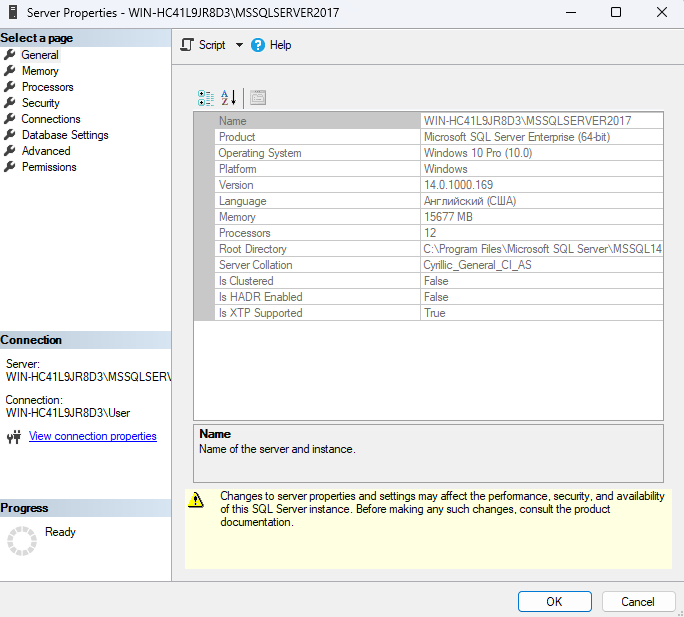 Server Properties - WIN-HC41L9JR8D3\MSSQLSERVER2017
Select a page
General
Memory
Processors
Security
Connections
Database Settings
Advanced
Permissions
Connection
Server:
WIN-HC41L9JR8D3\MSSQLSERV
Connection:
WIN-HC41L9JR8D3\User
View connection properties
Progress
Ready
Script
Help
Name WIN-HC41L9JR8D3\MSSQLSERVER2017
Product Microsoft SQL Server Enterprise (64-bit)
Operating System Windows 10 Pro (10.0)
Platform Windows
Version 14.0.1000.169
Language Английский (США)
Memory 15677 MB
Processors 12
Root Directory C:\Program Files\Microsoft SQL Server\MSSQL14
Server Collation Cyrillic_General_CI_AS
Is Clustered False
Is HADR Enabled False
Is XTP Supported True
Name
Name of the server and instance.
Changes to server properties and settings may affect the performance, security, and availability
of this SQL Server instance. Before making any such changes, consult the product
documentation.
OK
Cancel